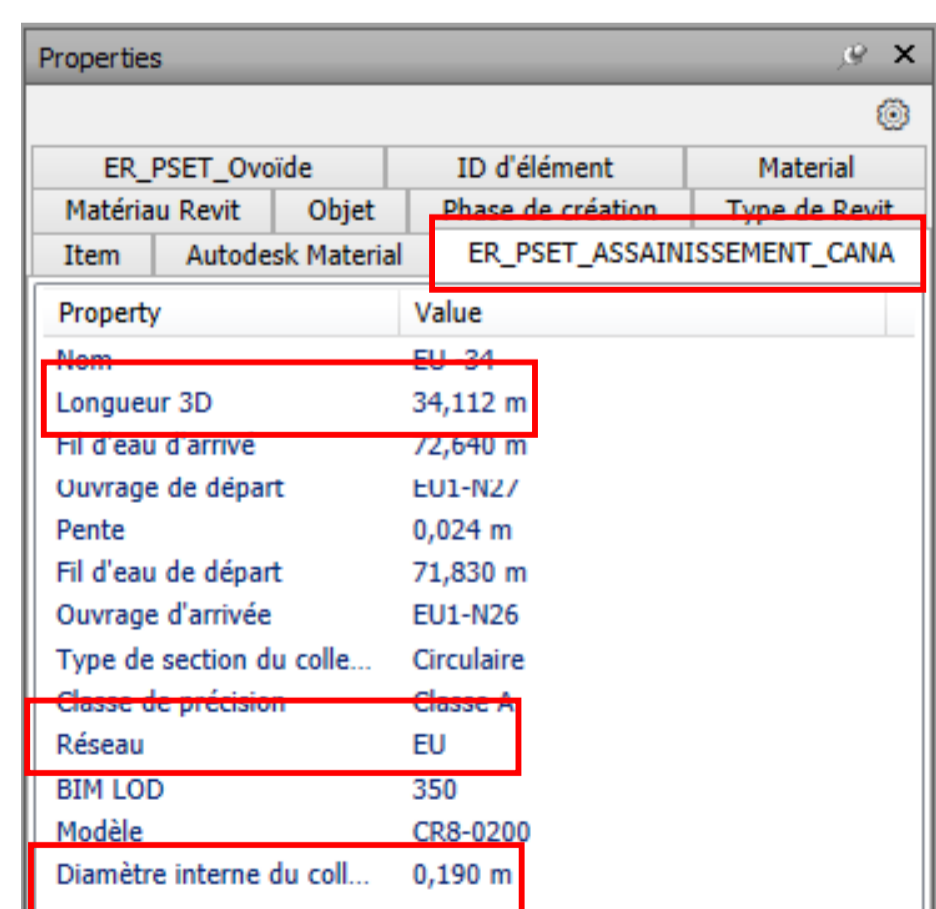 Properties
ER_PSET_Ovoïde ID d'élément Material
Matériau Revit Objet Phase de création Type de Revit
Item Autodesk Material ER_PSET_ASSAINISSEMENT_CANA
Property Value
Nom EU -34
Longueur 3D 34,112 m
Fil d'eau d'arrivé 72,640 m
Ouvrage de départ EU1-N27
Pente 0,024 m
Fil d'eau de départ 71,830 m
Ouvrage d'arrivée EU1-N26
Type de section du colle... Circulaire
Classe de précision Classe A
Réseau EU
BIM LOD 350
Modèle CR8-0200
Diamètre interne du coll... 0,190 m